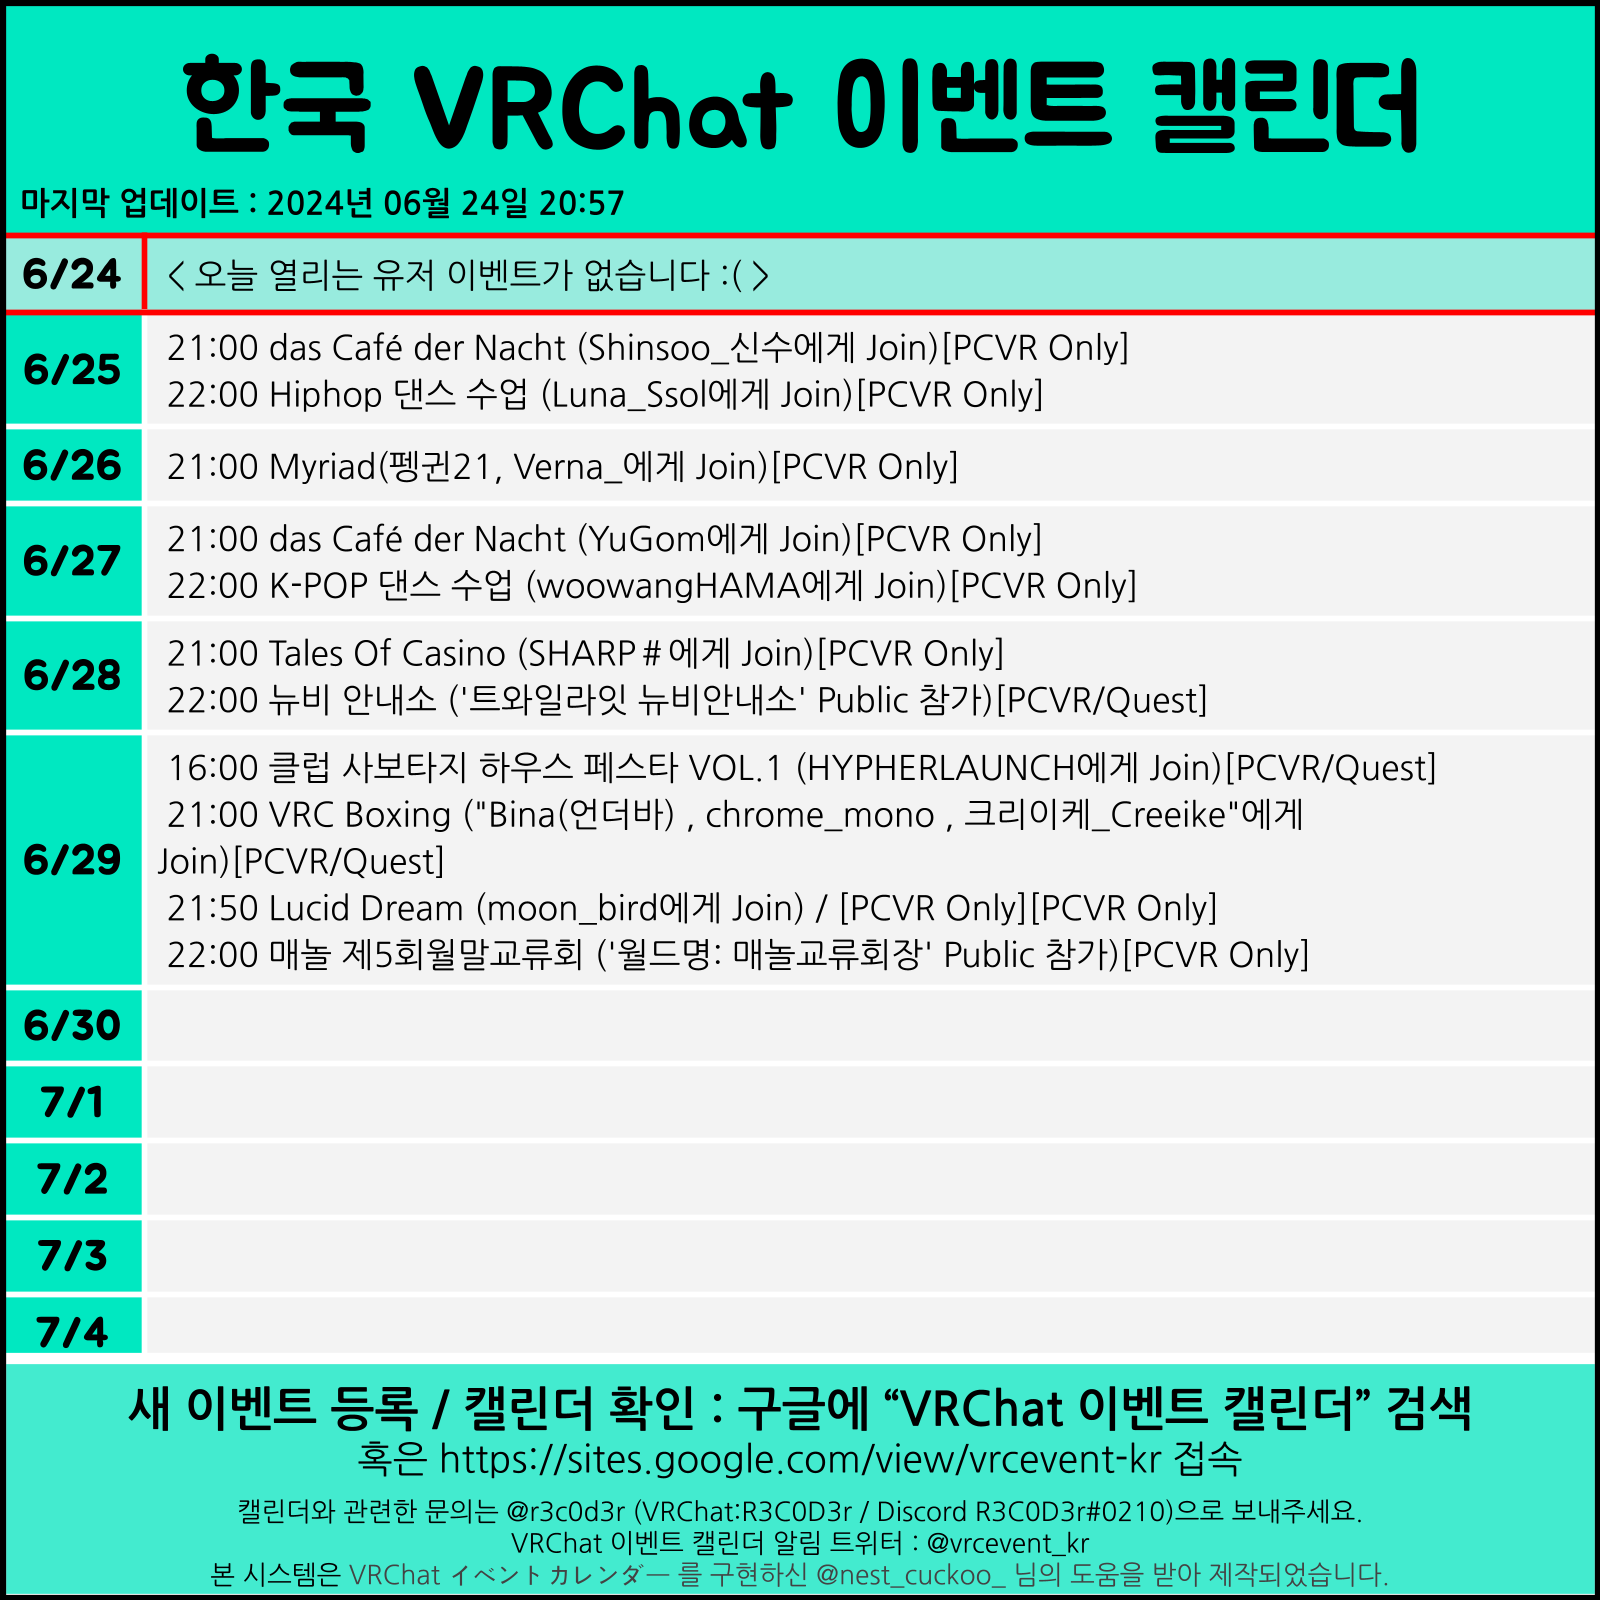 한국 VRChat 이벤트 캘린더
마지막 업데이트 : 2024년 06월 24일 20:57
6/24
< 오늘 열리는 유저 이벤트가 없습니다 :( >
6/25
21:00 das Café der Nacht (Shinsoo_신수에게 Join)[PCVR Only]
22:00 Hiphop 댄스 수업 (Luna_Ssol에게 Join)[PCVR Only]
6/26
21:00 Myriad(펭귄21, Verna_에게 Join)[PCVR Only]
6/27
21:00 das Café der Nacht (YuGom에게 Join)[PCVR Only]
22:00 K-POP 댄스 수업 (woowangHAMA에게 Join)[PCVR Only]
6/28
21:00 Tales Of Casino (SHARP＃에게 Join)[PCVR Only]
22:00 뉴비 안내소 ('트와일라잇 뉴비안내소' Public 참가)[PCVR/Quest]
6/29
16:00 클럽 사보타지 하우스 페스타 VOL.1 (HYPHERLAUNCH에게 Join)[PCVR/Quest]
21:00 VRC Boxing ("Bina(언더바) , chrome_mono , 크리이케_Creeike"에게
Join)[PCVR/Quest]
21:50 Lucid Dream (moon_bird에게 Join) / [PCVR Only][PCVR Only]
22:00 매놀 제5회월말교류회 ('월드명: 매놀교류회장' Public 참가)[PCVR Only]
6/30
7/1
7/2
7/3
7/4
새 이벤트 등록 / 캘린더 확인 : 구글에 “VRChat 이벤트 캘린더” 검색
혹은 https://sites.google.com/view/vrcevent-kr 접속
캘린더와 관련한 문의는 @r3c0d3r (VRChat:R3C0D3r / Discord R3C0D3r#0210)으로 보내주세요.
VRChat 이벤트 캘린더 알림 트위터 : @vrcevent_kr
본 시스템은 VRChat イベントカレンダー 를 구현하신 @nest_cuckoo_ 님의 도움을 받아 제작되었습니다.